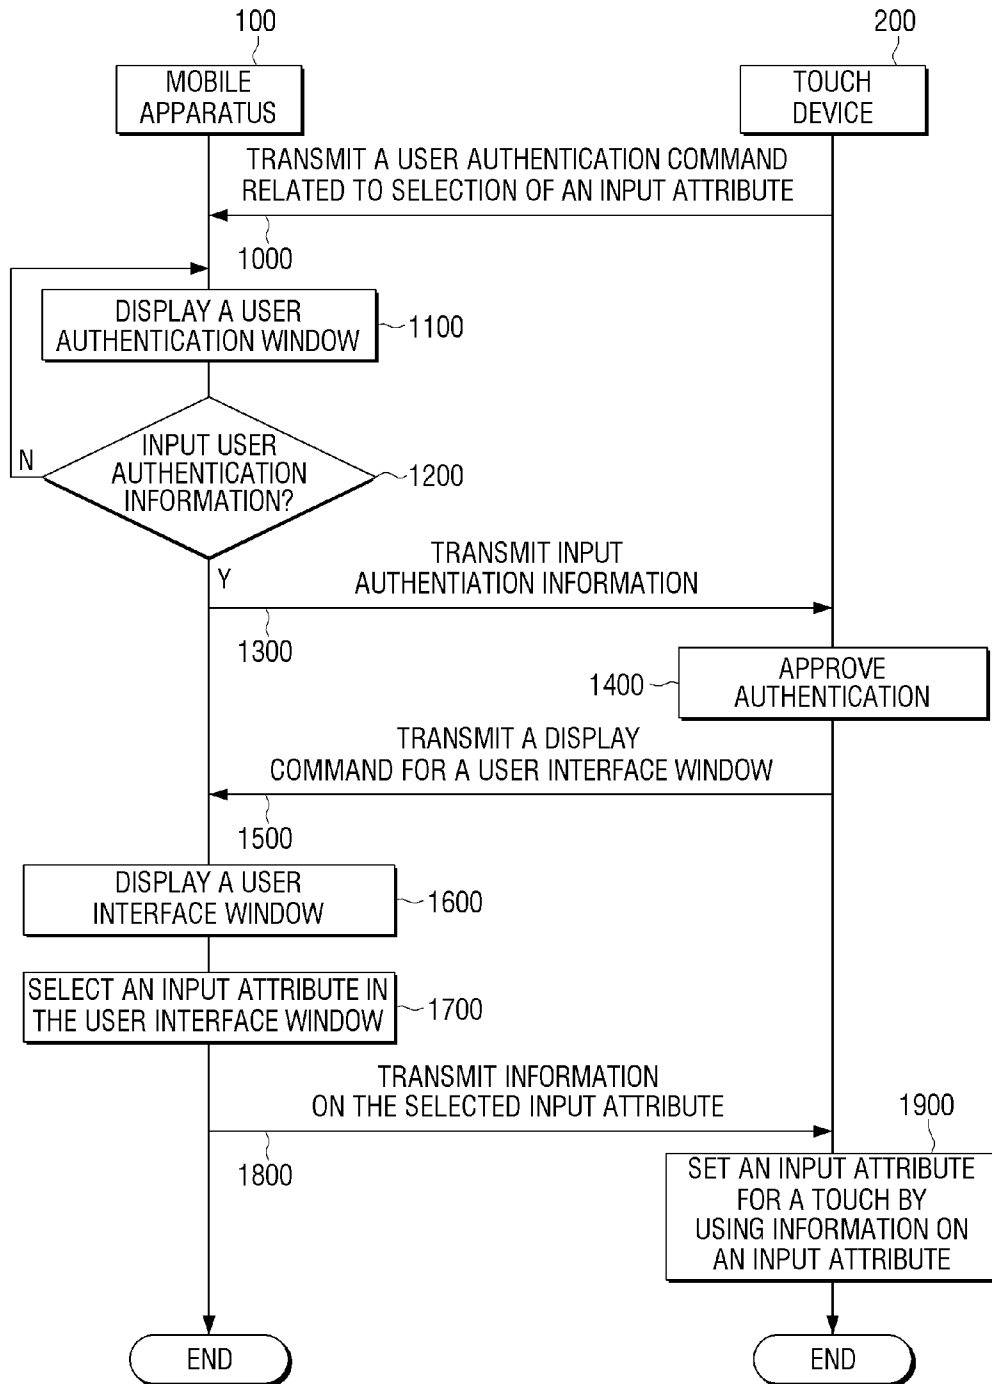 100
200
MOBILE
APPARATUS
TOUCH
DEVICE
TRANSMIT A USER AUTHENTICATION COMMAND
RELATED TO SELECTION OF AN INPUT ATTRIBUTE
1000
DISPLAY A USER
AUTHENTICATION WINDOW
1100
INPUT USER
AUTHENTICATION
INFORMATION?
N
1200
Y
TRANSMIT INPUT
AUTHENTIATION INFORMATION
1300
APPROVE
AUTHENTICATION
1400
TRANSMIT A DISPLAY
COMMAND FOR A USER INTERFACE WINDOW
1500
DISPLAY A USER
INTERFACE WINDOW
1600
SELECT AN INPUT ATTRIBUTE IN
THE USER INTERFACE WINDOW
1700
TRANSMIT INFORMATION
ON THE SELECTED INPUT ATTRIBUTE
1800
1900
SET AN INPUT ATTRIBUTE
FOR A TOUCH BY
USING INFORMATION ON
AN INPUT ATTRIBUTE
END
END